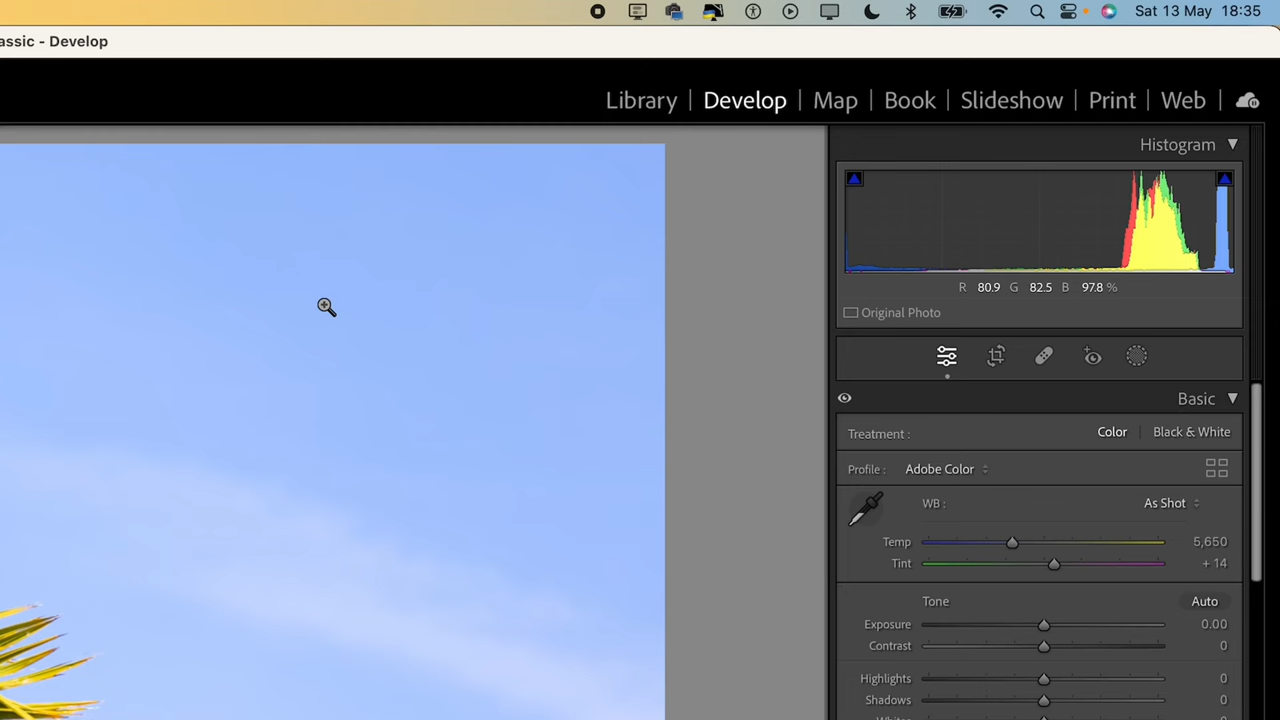 Sat 13 May 18:35
assic - Develop
Library | Develop | Map | Book | Slideshow | Print | Web |
Histogram
R 80.9 G 82.5 B 97.8 %
Original Photo
Basic
Treatment : Color | Black & White
Profile : Adobe Color
WB : As Shot
Temp 5,650
Tint + 14
Tone Auto
Exposure 0.00
Contrast 0
Highlights 0
Shadows 0